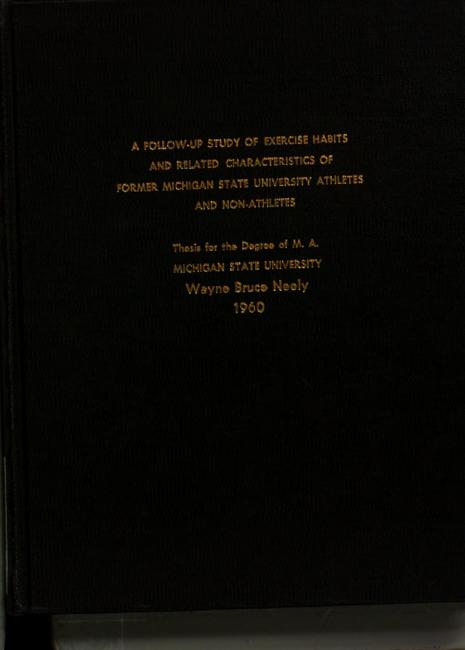 A FOLLOW-UP STUDY OF EXERCISE HABITS
AND RELATED CHARACTERISTICS OF
FORMER MICHIGAN STATE UNIVERSITY ATHLETES
AND NON-ATHLETES
Thesis for the Degree of M. A.
MICHIGAN STATE UNIVERSITY
Wayne Bruce Neely
1960